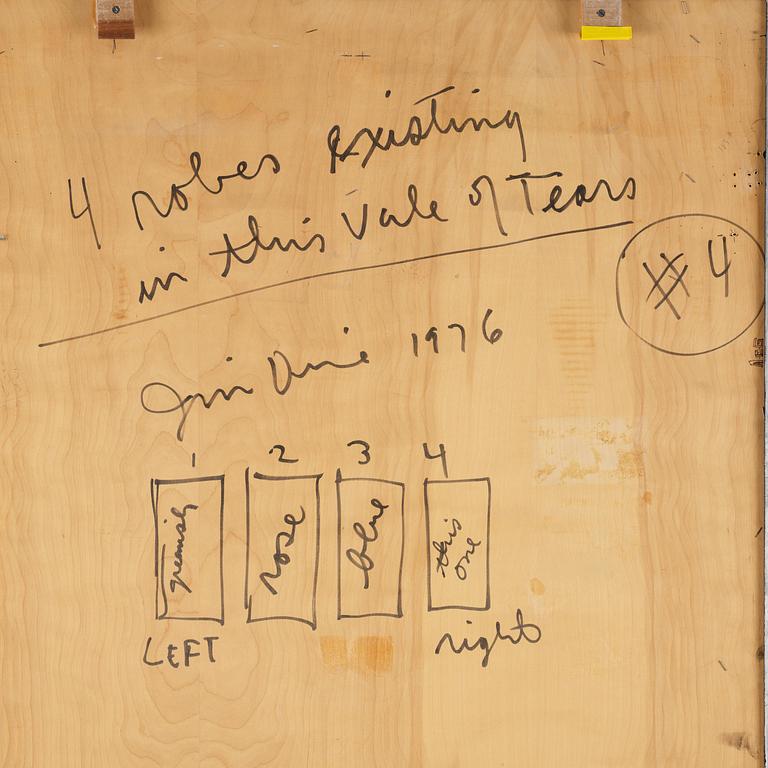 4 robes existing
in this Vale of Tears
#4
Jim Dine 1976
1 2 3 4
greenish rose blue this one
LEFT right